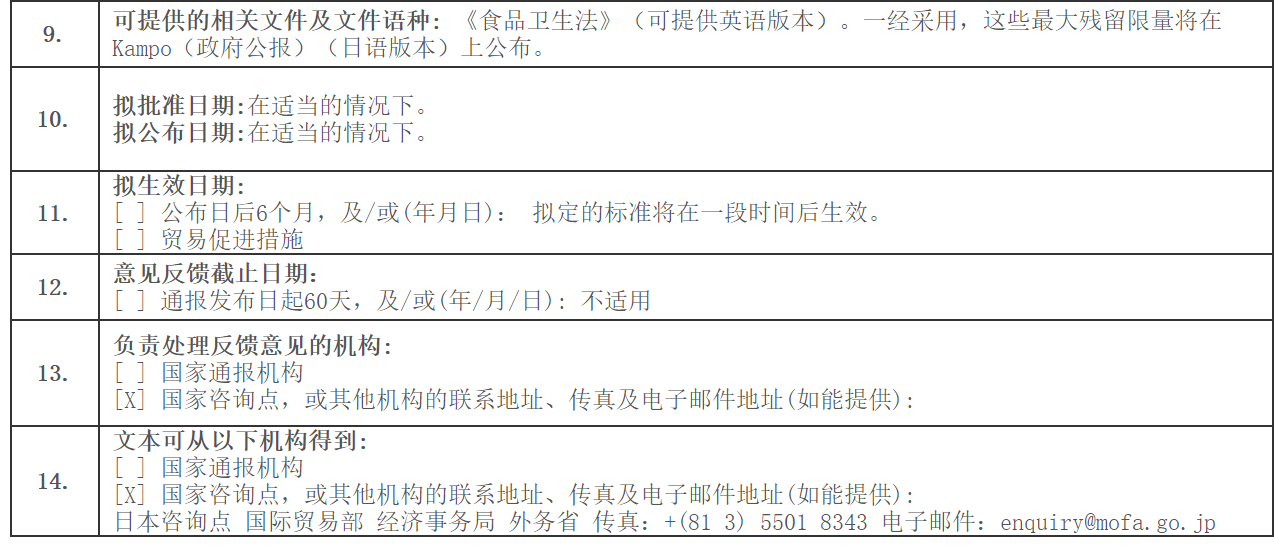 9.
可提供的相关文件及文件语种: 《食品卫生法》（可提供英语版本）。一经采用，这些最大残留限量将在
Kampo（政府公报）（日语版本）上公布。
10.
拟批准日期:在适当的情况下。
拟公布日期:在适当的情况下。
11.
拟生效日期:
[ ] 公布日后6个月，及/或(年月日)： 拟定的标准将在一段时间后生效。
[ ] 贸易促进措施
12.
意见反馈截止日期:
[ ] 通报发布日起60天，及/或(年/月/日): 不适用
13.
负责处理反馈意见的机构:
[ ] 国家通报机构
[X] 国家咨询点，或其他机构的联系地址、传真及电子邮件地址(如能提供):
14.
文本可从以下机构得到:
[ ] 国家通报机构
[X] 国家咨询点，或其他机构的联系地址、传真及电子邮件地址(如能提供):
日本咨询点 国际贸易部 经济事务局 外务省 传真：+(81 3) 5501 8343 电子邮件：enquiry@mofa.go.jp